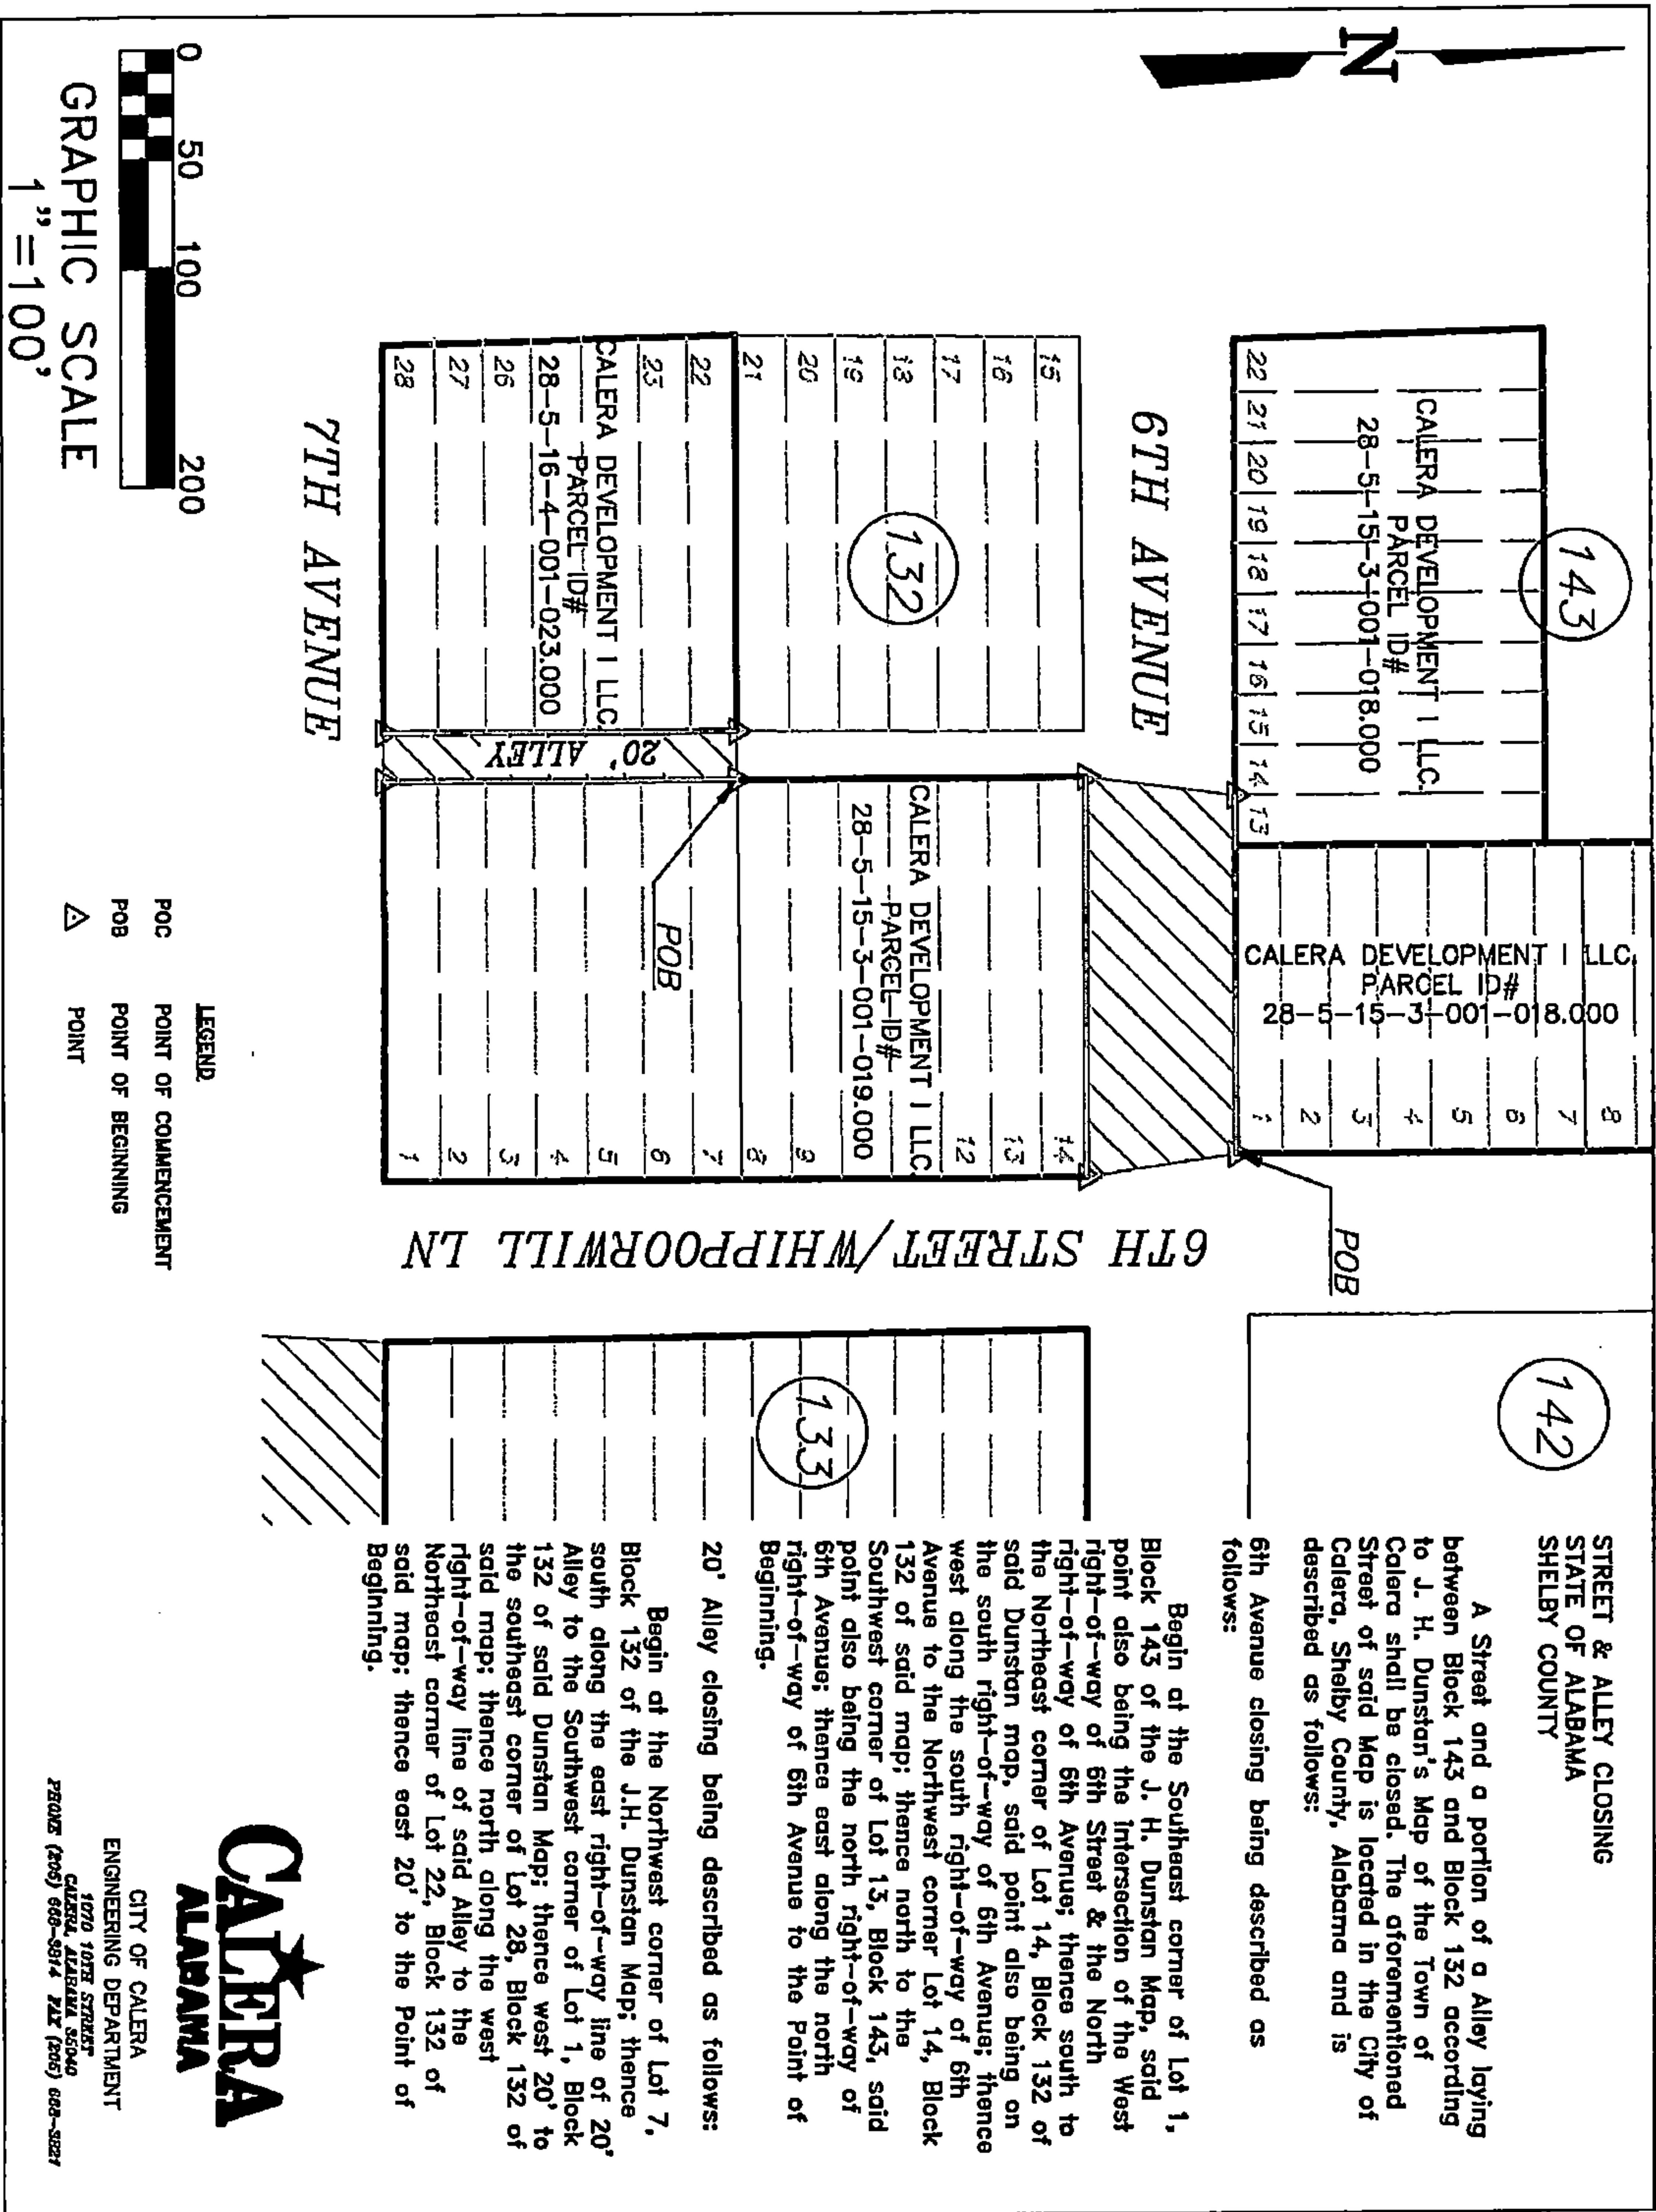 STREET & ALLEY CLOSING
STATE OF ALABAMA
SHELBY COUNTY
A Street and a portion of a Alley laying
between Block 143 and Block 132 according
to J. H. Dunstan's Map of the Town of
Calera shall be closed. The aforementioned
Street of said Map is located in the City of
Calera, Shelby County, Alabama and is
described as follows:
6th Avenue closing being described as
follows:
Begin at the Southeast corner of Lot 1,
Block 143 of the J. H. Dunstan Map, said
point also being the intersection of the West
right-of-way of 6th Street & the North
right-of-way of 6th Avenue; thence south to
the Northeast corner of Lot 14, Block 132 of
said Dunstan map, said point also being on
the south right-of-way of 6th Avenue; thence
west along the south right-of-way of 6th
Avenue to the Northwest corner Lot 14, Block
132 of said map; thence north to the
Southwest corner of Lot 13, Block 143, said
point also being the north right-of-way of
6th Avenue; thence east along the north
right-of-way of 6th Avenue to the Point of
Beginning.
20' Alley closing being described as follows:
Begin at the Northwest corner of Lot 7,
Block 132 of the J.H. Dunstan Map; thence
south along the east right-of-way line of 20'
Alley to the Southwest corner of Lot 1, Block
132 of said Dunstan Map; thence west 20' to
the southeast corner of Lot 28, Block 132 of
said map; thence north along the west
right-of-way line of said Alley to the
Northeast corner of Lot 22, Block 132 of
said map; thence east 20' to the Point of
Beginning.
CALERA
ALABAMA
CITY OF CALERA
ENGINEERING DEPARTMENT
1070 10TH STREET
CALERA, ALABAMA 35040
PHONE (205) 668-3814 FAX (205) 668-3821
N
143
142
CALERA DEVELOPMENT I LLC.
PARCEL ID#
28-5-15-3-001-018.000
22 21 20 19 18 17 16 15 14 13
CALERA DEVELOPMENT I LLC.
PARCEL ID#
28-5-15-3-001-018.000
8
7
6
5
4
3
2
1
POB
6TH AVENUE
15
16
17
18
19
20
21
132
22
23
CALERA DEVELOPMENT I LLC.
PARCEL ID#
28-5-16-4-001-023.000
26
27
28
20' ALLEY
14
13
12
CALERA DEVELOPMENT I LLC
PARCEL ID#
28-5-15-3-001-019.000
9
8
7
6
5
4
3
2
1
POB
6TH STREET/WHIPPOORWILL LN
133
7TH AVENUE
LEGEND
POC POINT OF COMMENCEMENT
POB POINT OF BEGINNING
POINT
0 50 100 200
GRAPHIC SCALE
1"=100'